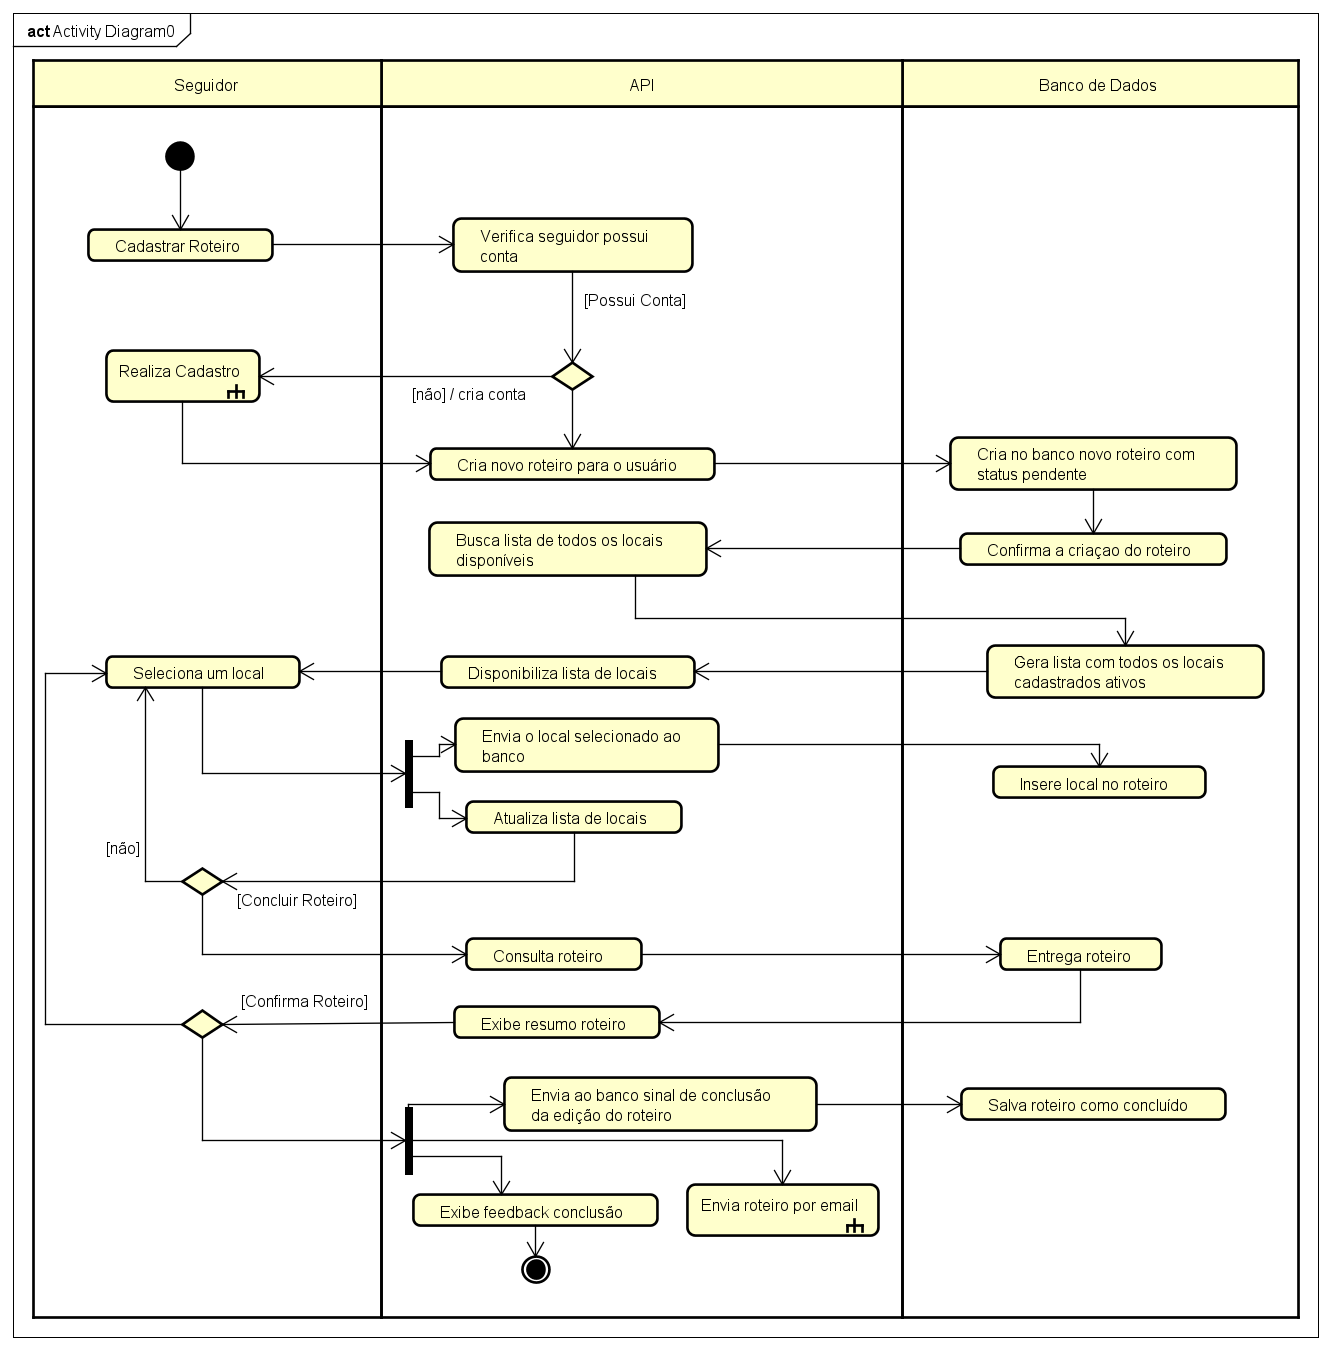 act Activity Diagram0
Seguidor
API
Banco de Dados
Cadastrar Roteiro
Verifica seguidor possui
conta
[Possui Conta]
Realiza Cadastro
[não] / cria conta
Cria novo roteiro para o usuário
Cria no banco novo roteiro com
status pendente
Busca lista de todos os locais
disponíveis
Confirma a criaçao do roteiro
Seleciona um local
Disponibiliza lista de locais
Gera lista com todos os locais
cadastrados ativos
Envia o local selecionado ao
banco
Insere local no roteiro
Atualiza lista de locais
[não]
[Concluir Roteiro]
Consulta roteiro
Entrega roteiro
[Confirma Roteiro]
Exibe resumo roteiro
Envia ao banco sinal de conclusão
da edição do roteiro
Salva roteiro como concluído
Exibe feedback conclusão
Envia roteiro por email